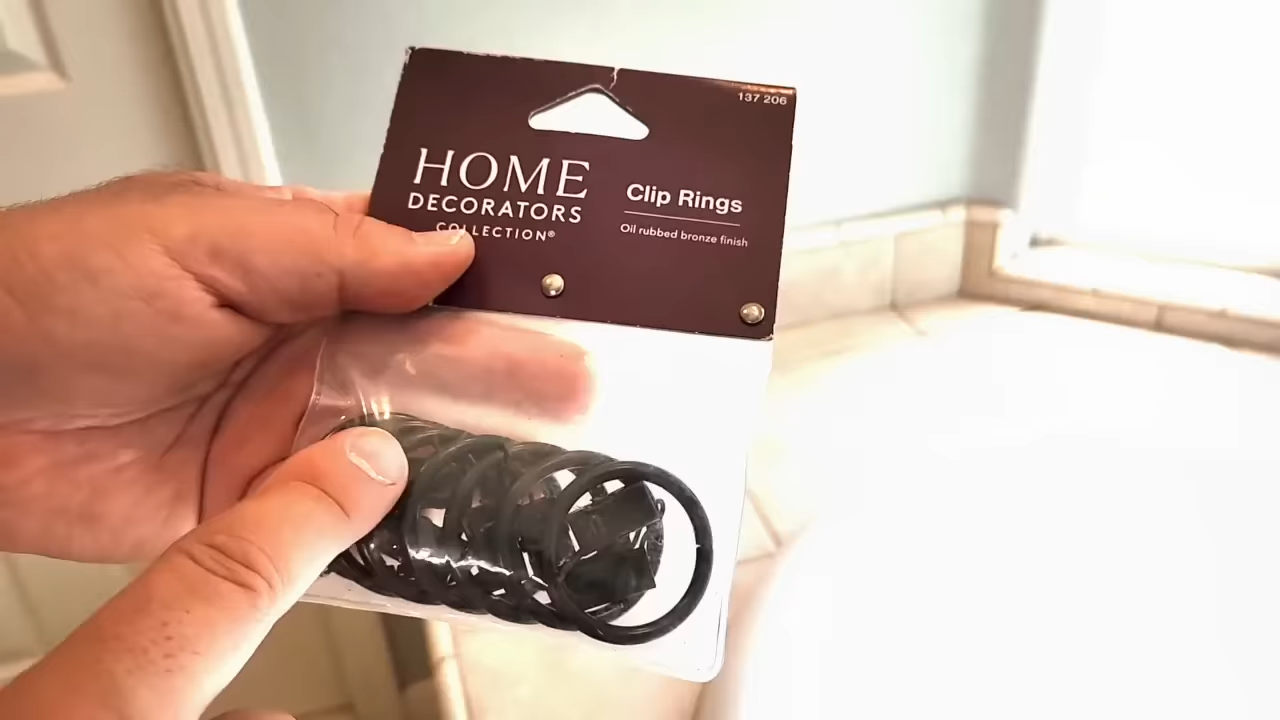 137 206
HOME
DECORATORS
COLLECTION®
Clip Rings
Oil rubbed bronze finish